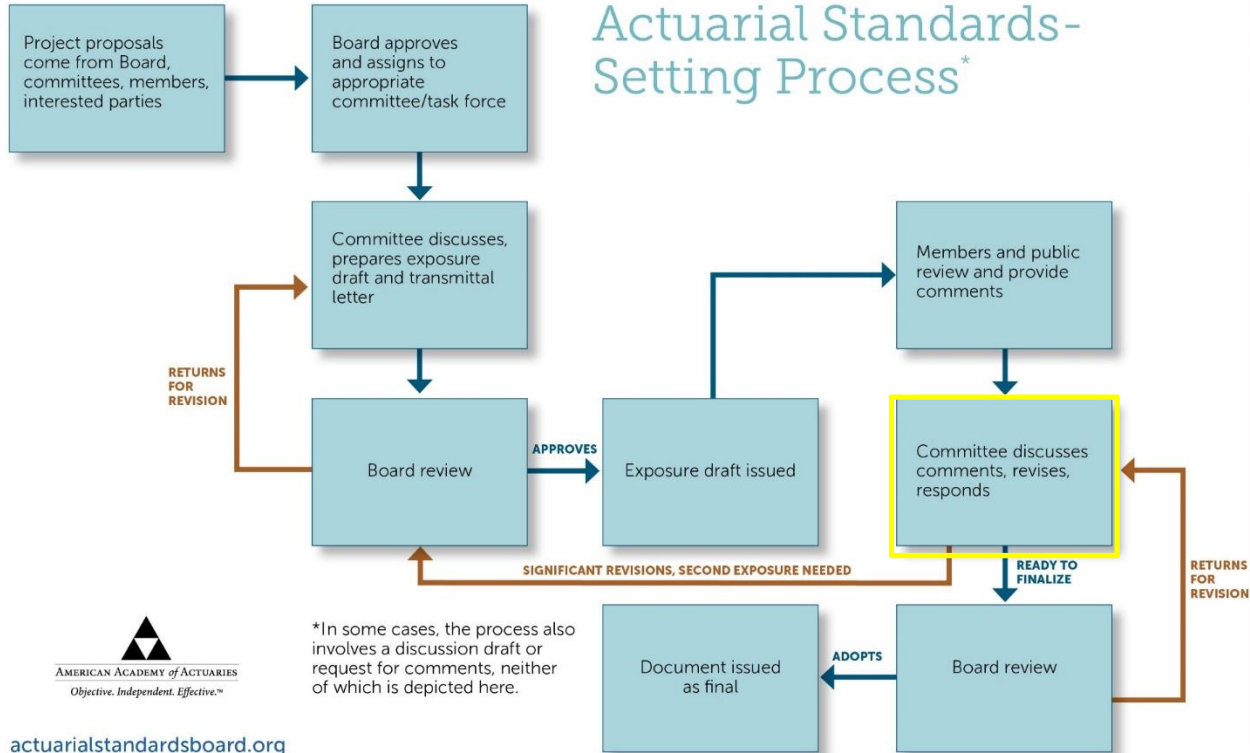 Actuarial Standards-
Setting Process*
Project proposals
come from Board,
committees, members,
interested parties
Board approves
and assigns to
appropriate
committee/task force
Committee discusses,
prepares exposure
draft and transmittal
letter
Members and public
review and provide
comments
RETURNS
FOR
REVISION
Board review
APPROVES
Exposure draft issued
Committee discusses
comments, revises,
responds
SIGNIFICANT REVISIONS, SECOND EXPOSURE NEEDED
READY TO
FINALIZE
RETURNS
FOR
REVISION
Board review
ADOPTS
Document issued
as final
*In some cases, the process also
involves a discussion draft or
request for comments, neither
of which is depicted here.
AMERICAN ACADEMY of ACTUARIES
Objective. Independent. Effective.™
actuarialstandardsboard.org